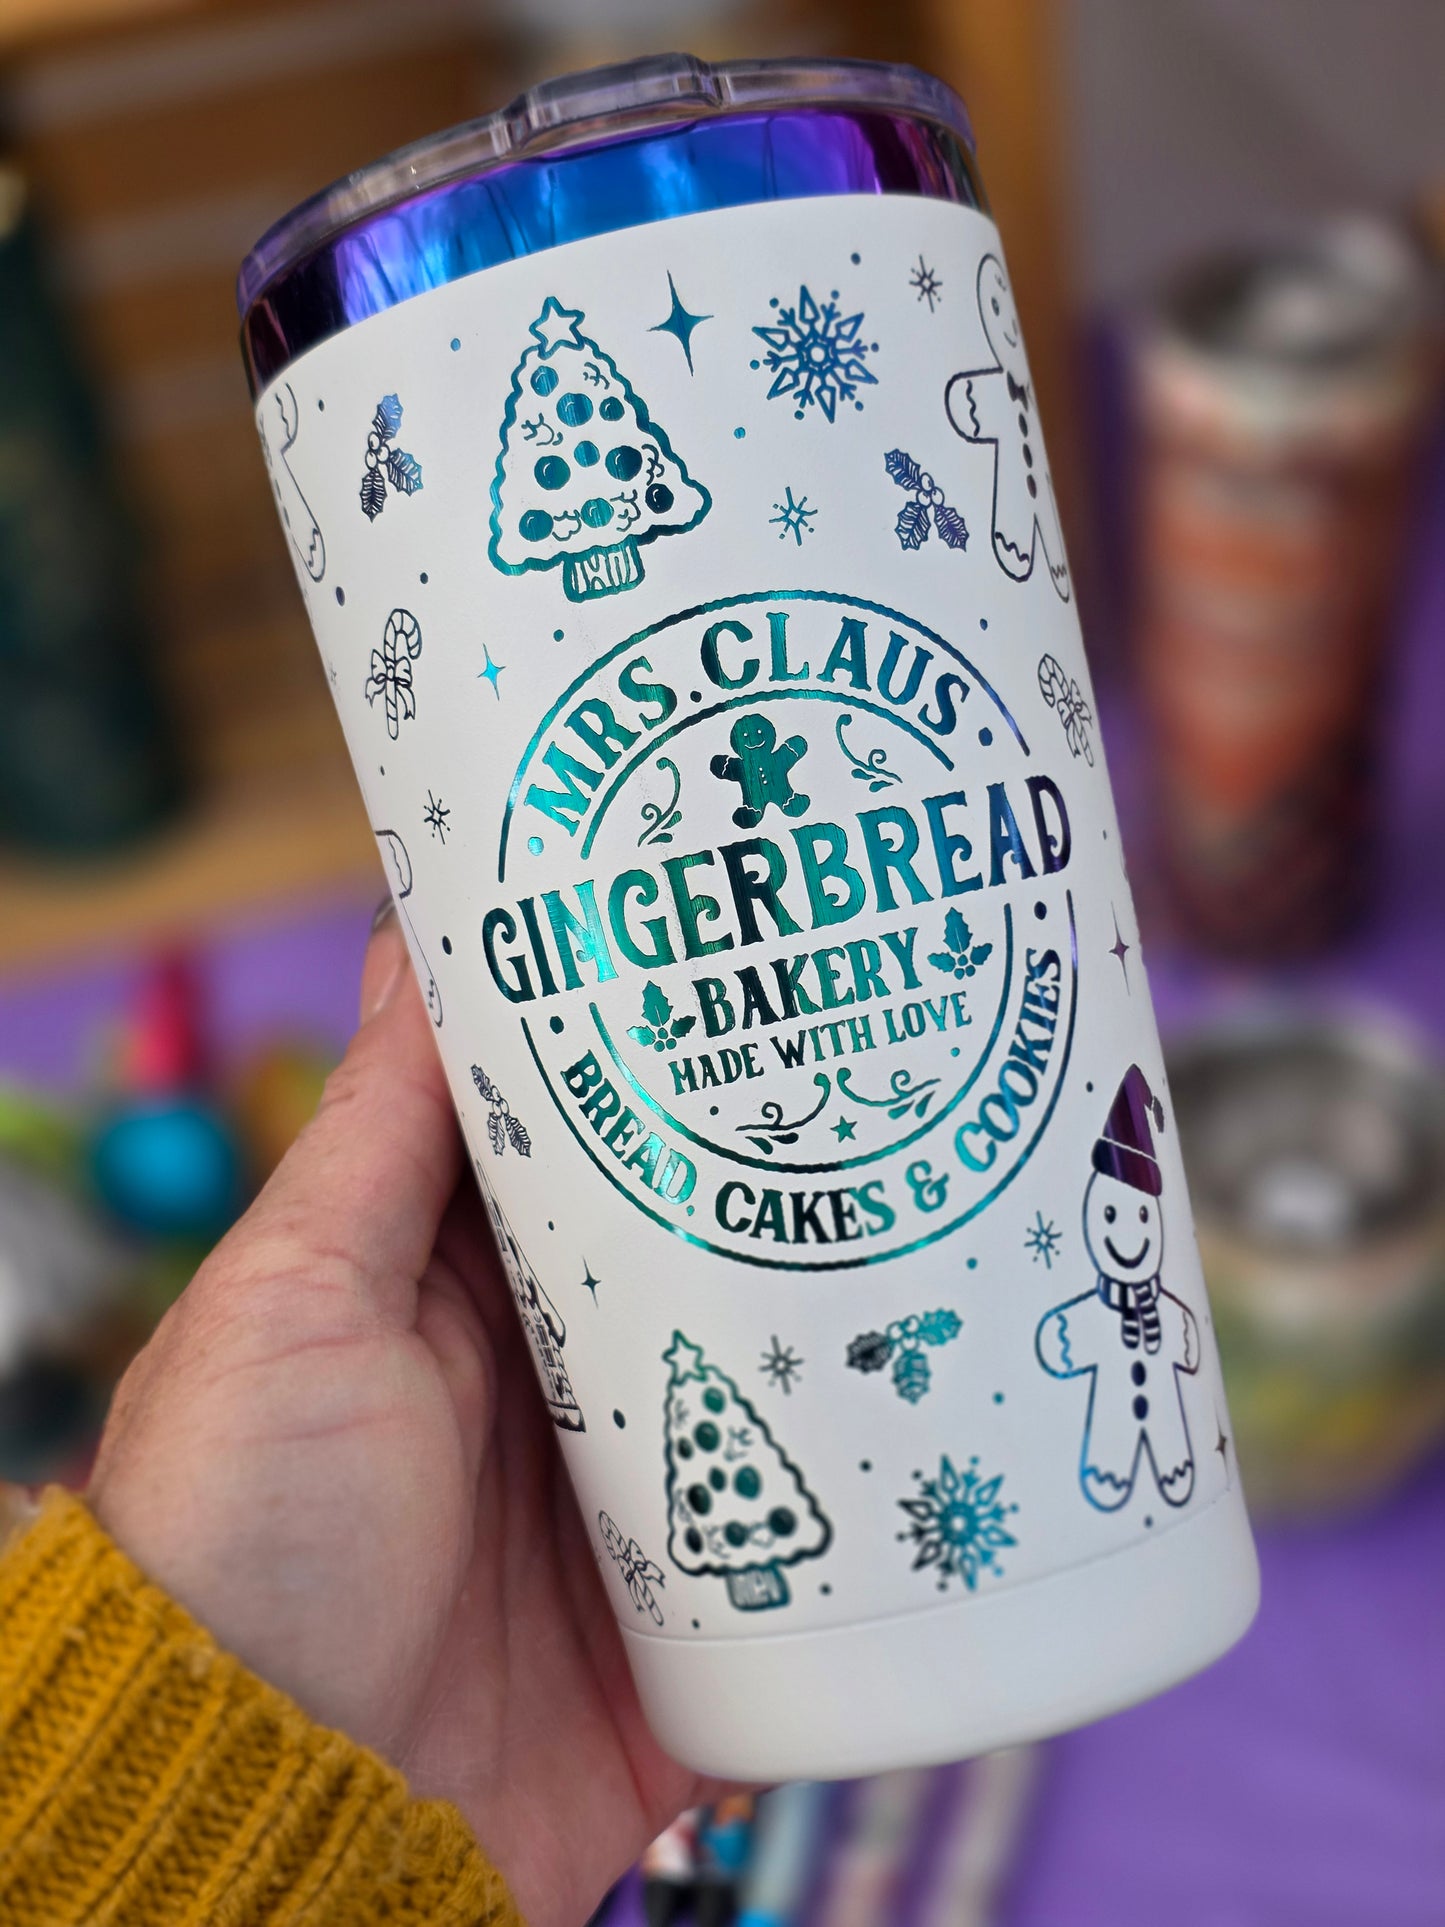 MRS. CLAUS
GINGERBREAD
BAKERY
MADE WITH LOVE
BREAD, CAKES & COOKIES